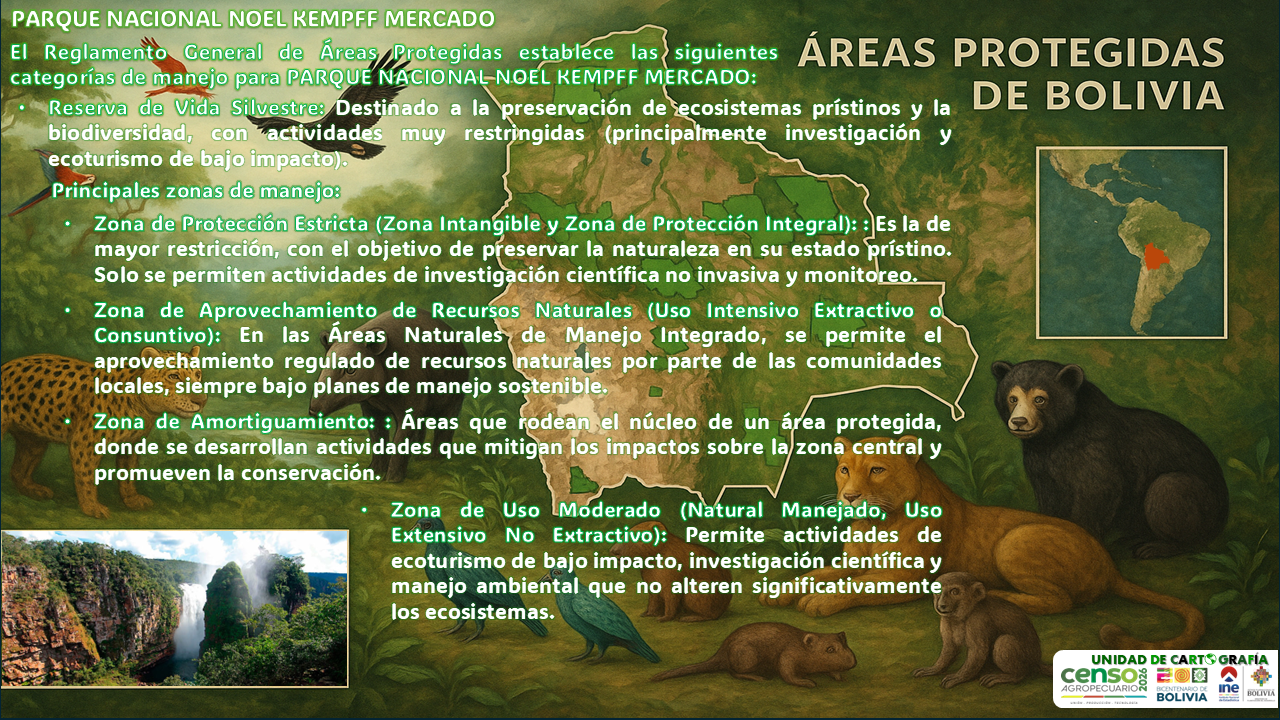 PARQUE NACIONAL NOEL KEMPFF MERCADO
El Reglamento General de Áreas Protegidas establece las siguientes
categorías de manejo para PARQUE NACIONAL NOEL KEMPFF MERCADO:
• Reserva de Vida Silvestre: Destinado a la preservación de ecosistemas prístinos y la
biodiversidad, con actividades muy restringidas (principalmente investigación y
ecoturismo de bajo impacto).
Principales zonas de manejo:
• Zona de Protección Estricta (Zona Intangible y Zona de Protección Integral): : Es la de
mayor restricción, con el objetivo de preservar la naturaleza en su estado prístino.
Solo se permiten actividades de investigación científica no invasiva y monitoreo.
• Zona de Aprovechamiento de Recursos Naturales (Uso Intensivo Extractivo o
Consuntivo): En las Áreas Naturales de Manejo Integrado, se permite el
aprovechamiento regulado de recursos naturales por parte de las comunidades
locales, siempre bajo planes de manejo sostenible.
• Zona de Amortiguamiento: : Áreas que rodean el núcleo de un área protegida,
donde se desarrollan actividades que mitigan los impactos sobre la zona central y
promueven la conservación.
• Zona de Uso Moderado (Natural Manejado, Uso
Extensivo No Extractivo): Permite actividades de
ecoturismo de bajo impacto, investigación científica y
manejo ambiental que no alteren significativamente
los ecosistemas.
ÁREAS PROTEGIDAS
DE BOLIVIA
UNIDAD DE CARTOGRAFÍA
censo
AGROPECUARIO
2026
BICENTENARIO DE
BOLIVIA
ine
BOLIVIA